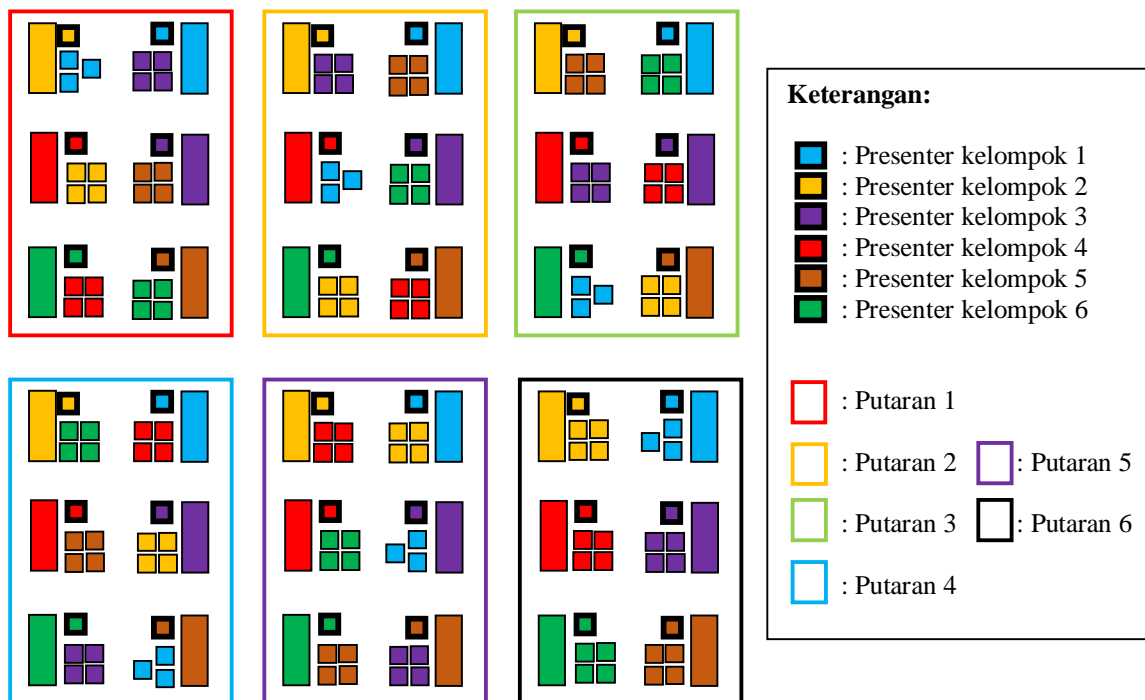 Keterangan:
: Presenter kelompok 1
: Presenter kelompok 2
: Presenter kelompok 3
: Presenter kelompok 4
: Presenter kelompok 5
: Presenter kelompok 6
: Putaran 1
: Putaran 2 : Putaran 5
: Putaran 3 : Putaran 6
: Putaran 4